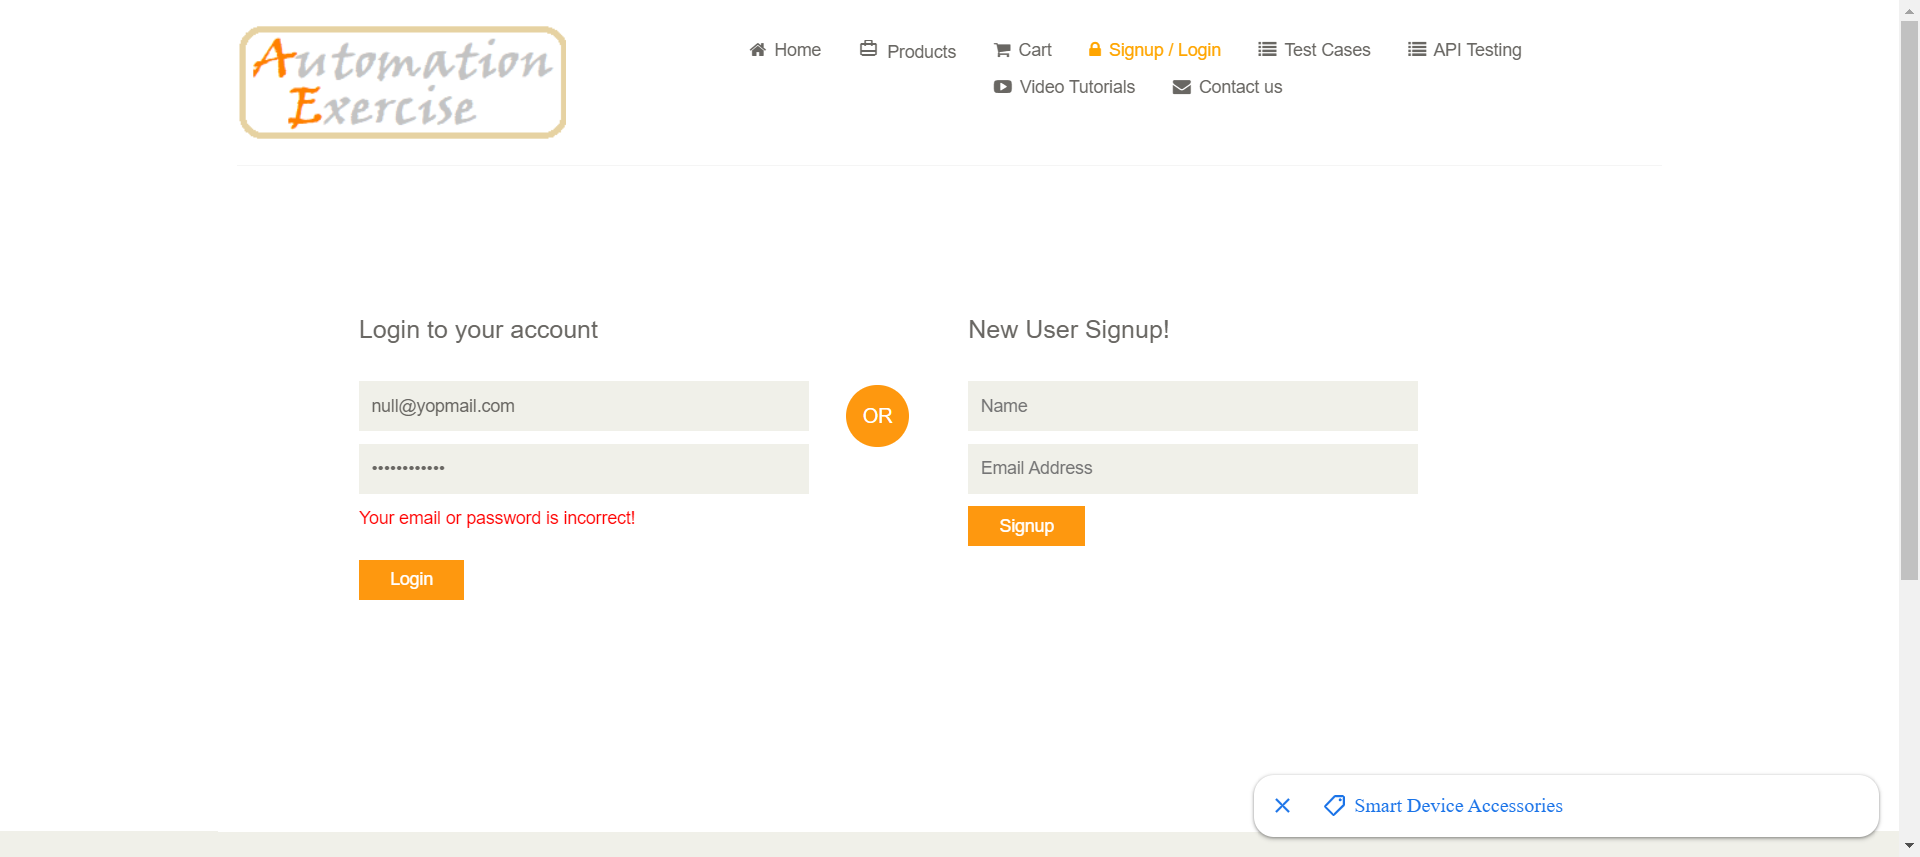 Automation
Exercise
Home
Products
Cart
Signup / Login
Test Cases
API Testing
Video Tutorials
Contact us
Login to your account
New User Signup!
null@yopmail.com
OR
Name
••••••••••••
Email Address
Your email or password is incorrect!
Signup
Login
Smart Device Accessories